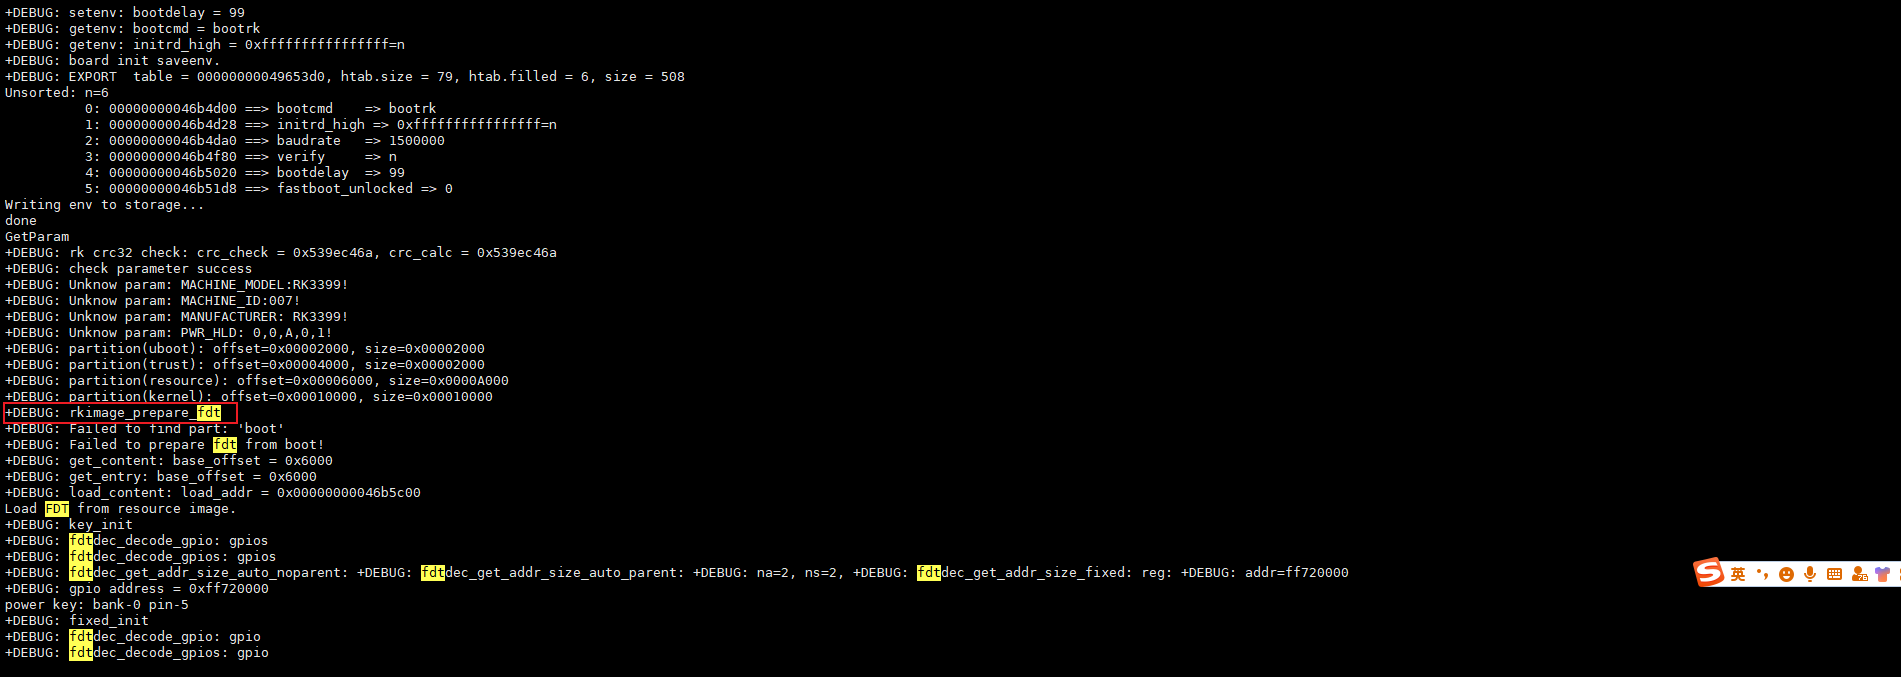 +DEBUG: setenv: bootdelay = 99
+DEBUG: getenv: bootcmd = bootrk
+DEBUG: getenv: initrd_high = 0xffffffffffffffff=n
+DEBUG: board init saveenv.
+DEBUG: EXPORT  table = 00000000049653d0, htab.size = 79, htab.filled = 6, size = 508
Unsorted: n=6
          0: 00000000046b4d00 ==> bootcmd    => bootrk
          1: 00000000046b4d28 ==> initrd_high => 0xffffffffffffffff=n
          2: 00000000046b4da0 ==> baudrate   => 1500000
          3: 00000000046b4f80 ==> verify     => n
          4: 00000000046b5020 ==> bootdelay  => 99
          5: 00000000046b51d8 ==> fastboot_unlocked => 0
Writing env to storage...
done
GetParam
+DEBUG: rk crc32 check: crc_check = 0x539ec46a, crc_calc = 0x539ec46a
+DEBUG: check parameter success
+DEBUG: Unknow param: MACHINE_MODEL:RK3399!
+DEBUG: Unknow param: MACHINE_ID:007!
+DEBUG: Unknow param: MANUFACTURER: RK3399!
+DEBUG: Unknow param: PWR_HLD: 0,0,A,0,1!
+DEBUG: partition(uboot): offset=0x00002000, size=0x00002000
+DEBUG: partition(trust): offset=0x00004000, size=0x00002000
+DEBUG: partition(resource): offset=0x00006000, size=0x0000A000
+DEBUG: partition(kernel): offset=0x00010000, size=0x00010000
+DEBUG: rkimage_prepare_fdt
+DEBUG: Failed to find part: 'boot'
+DEBUG: Failed to prepare fdt from boot!
+DEBUG: get_content: base_offset = 0x6000
+DEBUG: get_entry: base_offset = 0x6000
+DEBUG: load_content: load_addr = 0x00000000046b5c00
Load FDT from resource image.
+DEBUG: key_init
+DEBUG: fdtdec_decode_gpio: gpios
+DEBUG: fdtdec_decode_gpios: gpios
+DEBUG: fdtdec_get_addr_size_auto_noparent: +DEBUG: fdtdec_get_addr_size_auto_parent: +DEBUG: na=2, ns=2, +DEBUG: fdtdec_get_addr_size_fixed: reg: +DEBUG: addr=ff720000
英
+DEBUG: gpio address = 0xff720000
power key: bank-0 pin-5
+DEBUG: fixed_init
+DEBUG: fdtdec_decode_gpio: gpio
+DEBUG: fdtdec_decode_gpios: gpio